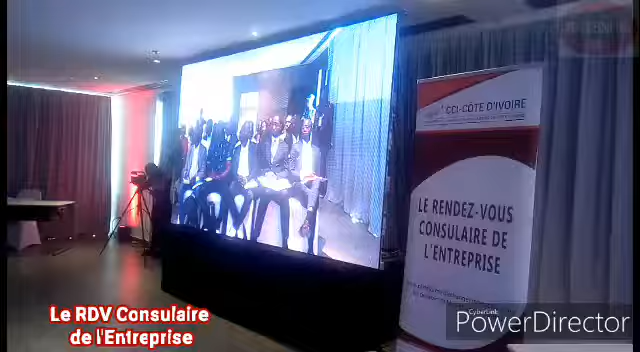 CCI-CÔTE D'IVOIRE
LE RENDEZ-VOUS
CONSULAIRE DE
L'ENTREPRISE
Le RDV Consulaire
de l'Entreprise
CyberLink
PowerDirector